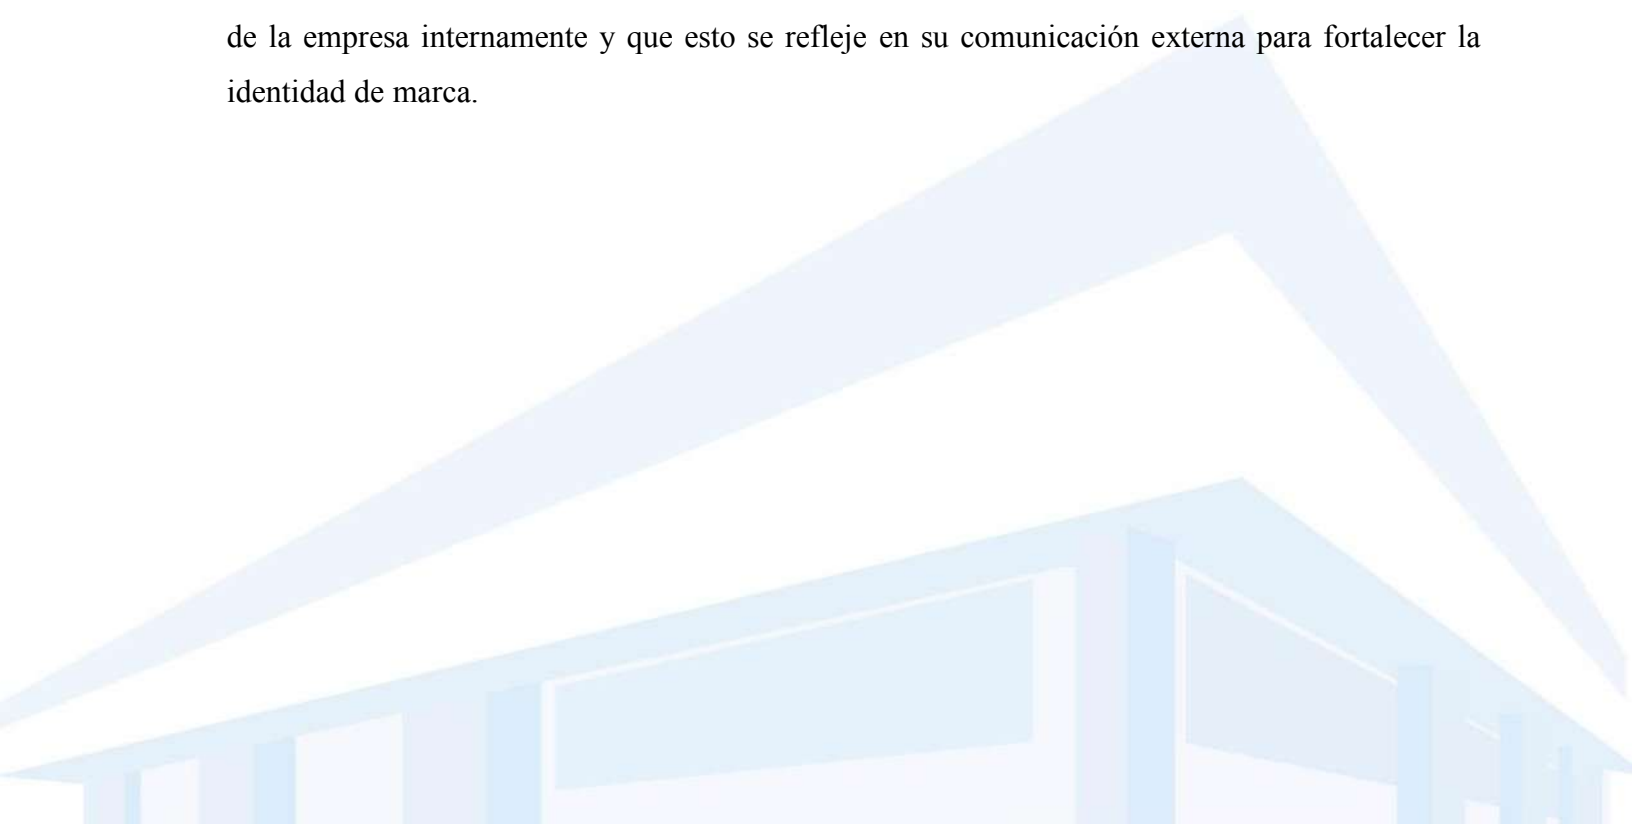 de la empresa internamente y que esto se refleje en su comunicación externa para fortalecer la
identidad de marca.